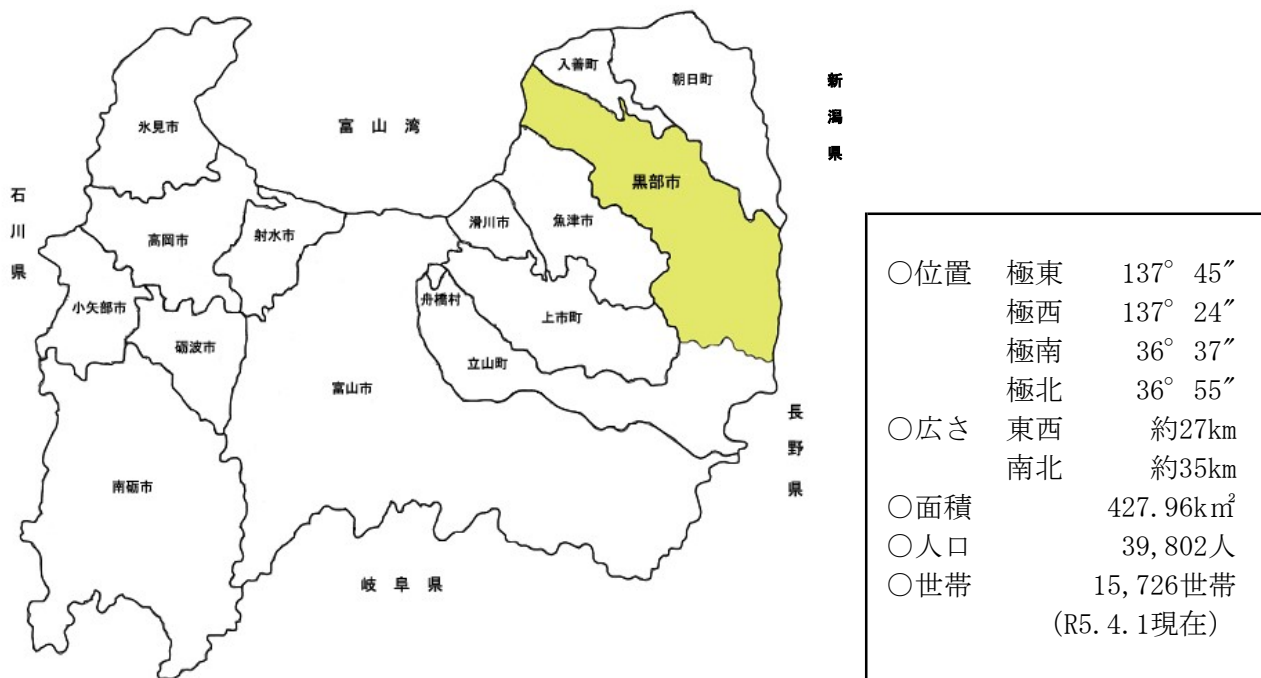 入善町
朝日町
新潟県
富山湾
氷見市
石川県
黒部市
滑川市
魚津市
高岡市
射水市
舟橋村
上市町
小矢部市
砺波市
立山町
富山市
長野県
南砺市
岐阜県
○位置 極東 137° 45″
極西 137° 24″
極南 36° 37″
極北 36° 55″
○広さ 東西 約27km
南北 約35km
○面積 427.96k㎡
○人口 39,802人
○世帯 15,726世帯
(R5.4.1現在)